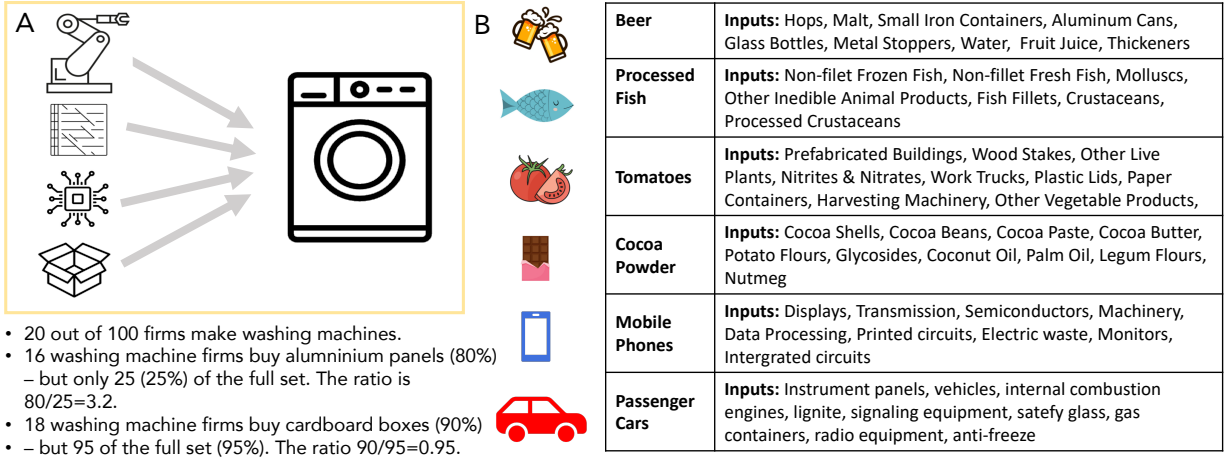 A
• 20 out of 100 firms make washing machines.
• 16 washing machine firms buy alumninium panels (80%)
– but only 25 (25%) of the full set. The ratio is
80/25=3.2.
• 18 washing machine firms buy cardboard boxes (90%)
• – but 95 of the full set (95%). The ratio 90/95=0.95.
B
Beer
Inputs: Hops, Malt, Small Iron Containers, Aluminum Cans,
Glass Bottles, Metal Stoppers, Water, Fruit Juice, Thickeners
Processed
Fish
Inputs: Non-filet Frozen Fish, Non-fillet Fresh Fish, Molluscs,
Other Inedible Animal Products, Fish Fillets, Crustaceans,
Processed Crustaceans
Tomatoes
Inputs: Prefabricated Buildings, Wood Stakes, Other Live
Plants, Nitrites & Nitrates, Work Trucks, Plastic Lids, Paper
Containers, Harvesting Machinery, Other Vegetable Products,
Cocoa
Powder
Inputs: Cocoa Shells, Cocoa Beans, Cocoa Paste, Cocoa Butter,
Potato Flours, Glycosides, Coconut Oil, Palm Oil, Legum Flours,
Nutmeg
Mobile
Phones
Inputs: Displays, Transmission, Semiconductors, Machinery,
Data Processing, Printed circuits, Electric waste, Monitors,
Intergrated circuits
Passenger
Cars
Inputs: Instrument panels, vehicles, internal combustion
engines, lignite, signaling equipment, satefy glass, gas
containers, radio equipment, anti-freeze